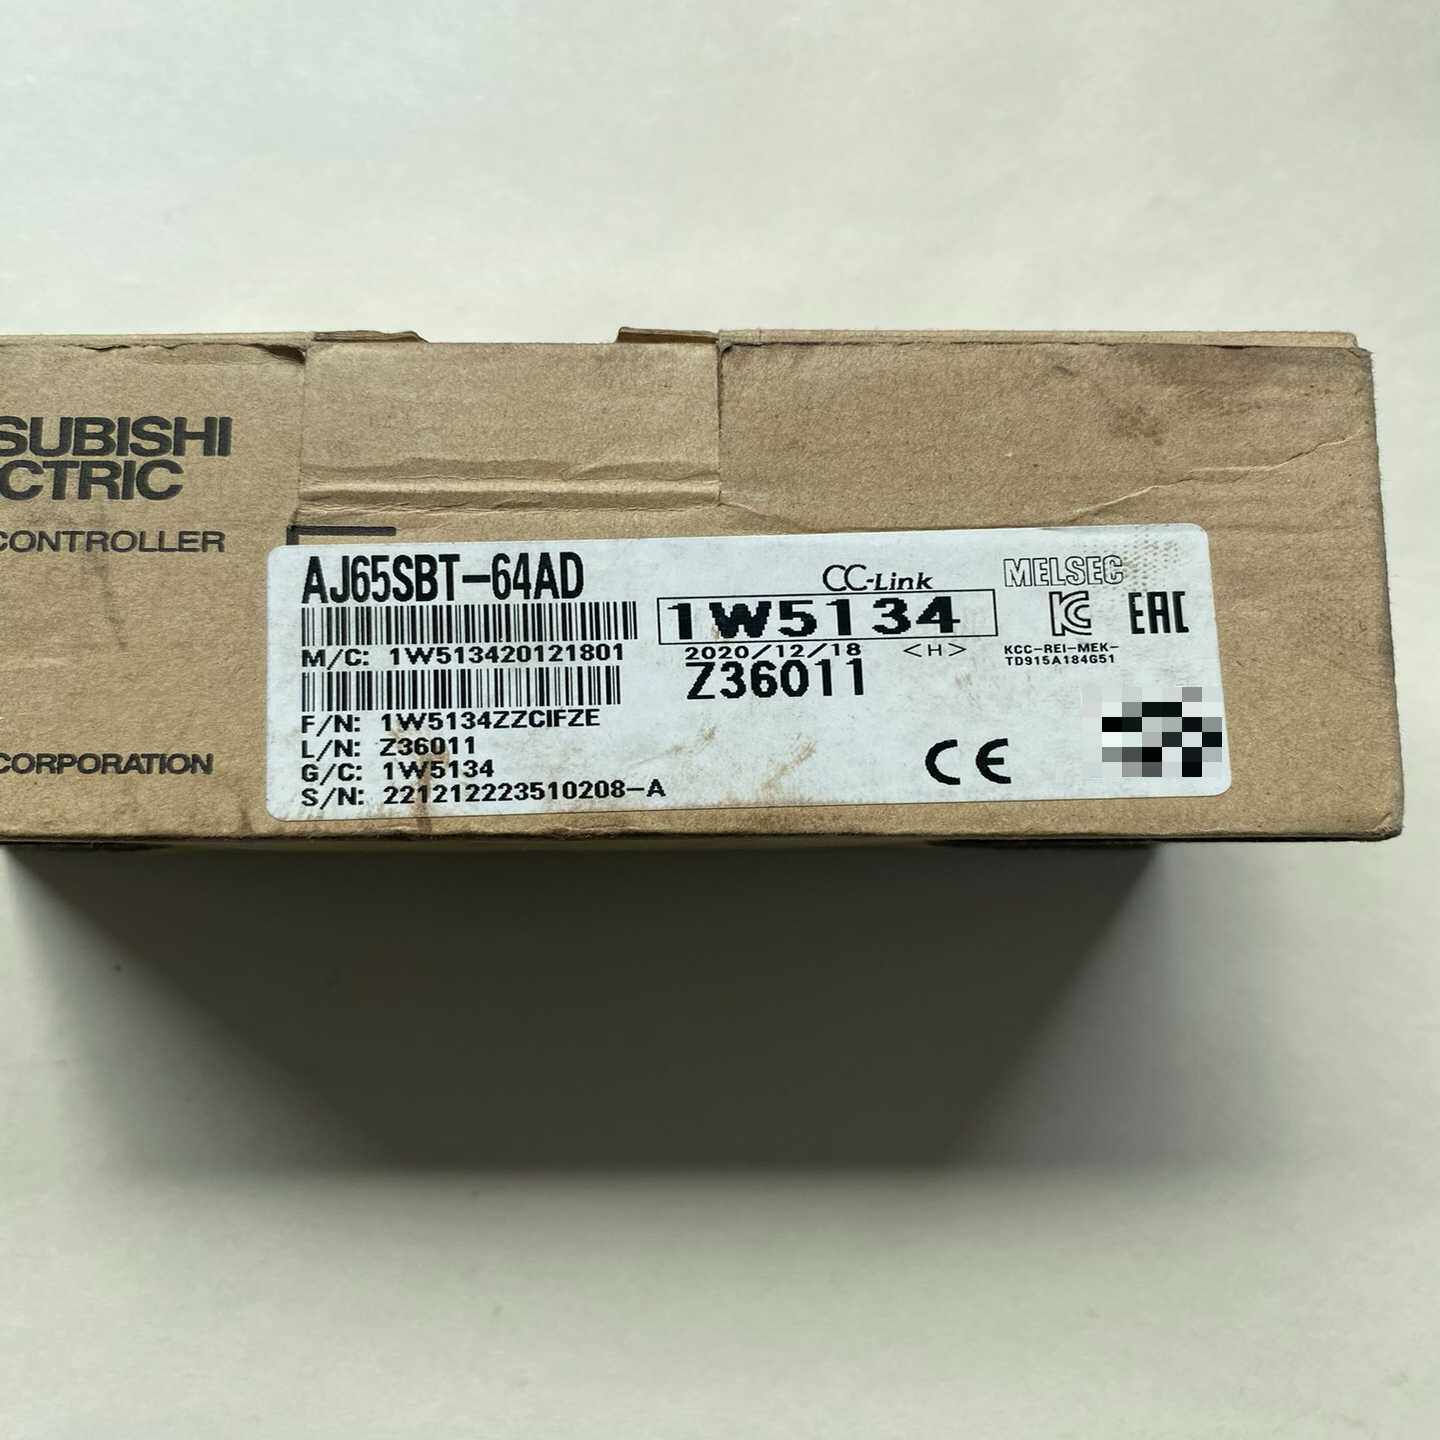 SUBISHI
CTRIC
CONTROLLER
CORPORATION
AJ65SBT-64AD
CC-Link
MELSEC
1W5134
EAC
M/C: 1W513420121801
2020/12/18 <H>
KCC-REI-MEK-
TD915A184G51
Z36011
F/N: 1W5134ZZCIFZE
L/N: Z36011
G/C: 1W5134
S/N: 221212223510208-A
CE